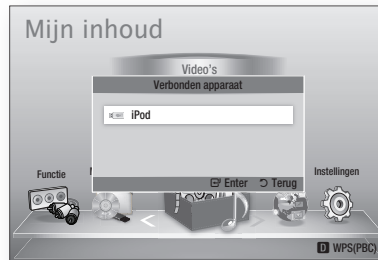 Mijn inhoud
Video's
Verbonden apparaat
iPod
Enter Terug
Functie
Instellingen
D WPS(PBC)